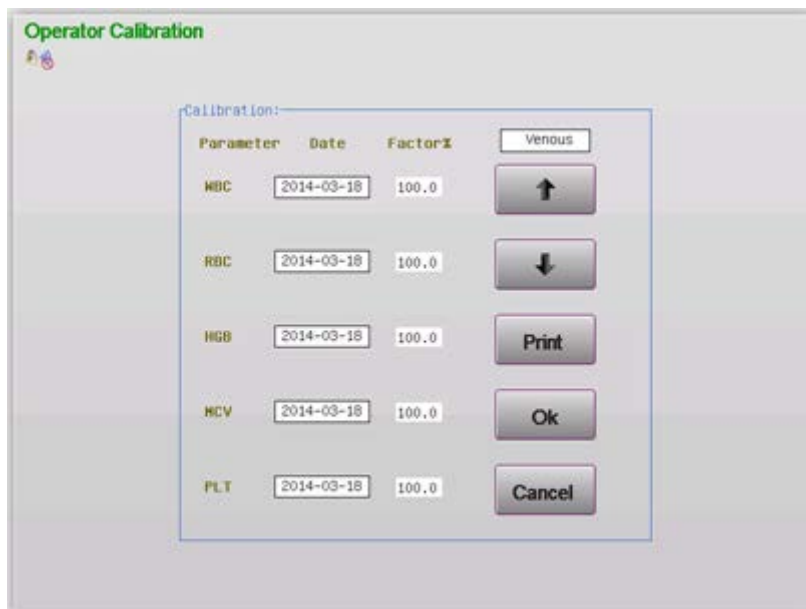 Operator Calibration
Calibration:
Parameter Date Factor% Venous
WBC 2014-03-18 100.0
RBC 2014-03-18 100.0
HGB 2014-03-18 100.0 Print
MCV 2014-03-18 100.0 Ok
PLT 2014-03-18 100.0 Cancel